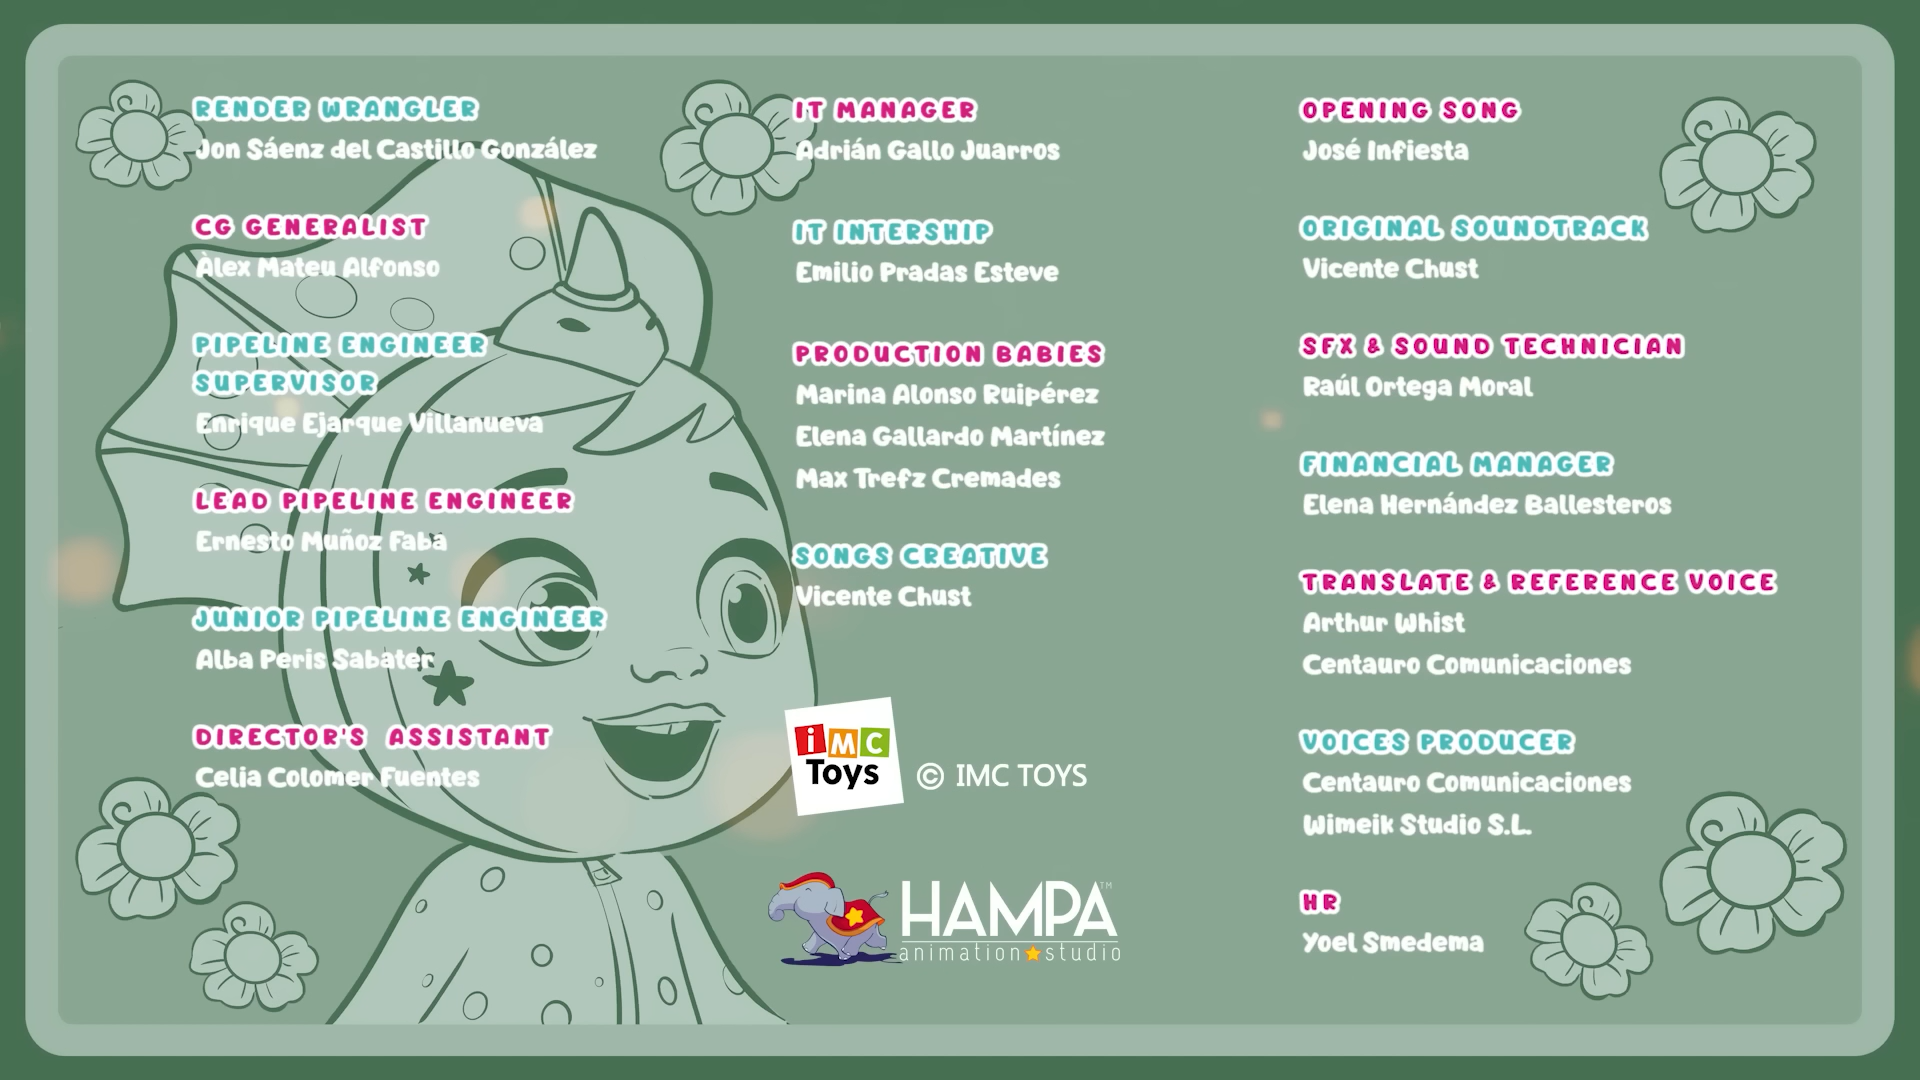 RENDER WRANGLER
Jon Sáenz del Castillo González
CG GENERALIST
Àlex Mateu Alfonso
PIPELINE ENGINEER
SUPERVISOR
Enrique Ejarque Villanueva
LEAD PIPELINE ENGINEER
Ernesto Muñoz Faba
JUNIOR PIPELINE ENGINEER
Alba Peris Sabater
DIRECTOR'S ASSISTANT
Celia Colomer Fuentes
IT MANAGER
Adrián Gallo Juarros
IT INTERSHIP
Emilio Pradas Esteve
PRODUCTION BABIES
Marina Alonso Ruipérez
Elena Gallardo Martínez
Max Trefz Cremades
SONGS CREATIVE
Vicente Chust
iMC
Toys
© IMC TOYS
HAMPA™
animation studio
OPENING SONG
José Infiesta
ORIGINAL SOUNDTRACK
Vicente Chust
SFX & SOUND TECHNICIAN
Raúl Ortega Moral
FINANCIAL MANAGER
Elena Hernández Ballesteros
TRANSLATE & REFERENCE VOICE
Arthur Whist
Centauro Comunicaciones
VOICES PRODUCER
Centauro Comunicaciones
Wimeik Studio S.L.
HR
Yoel Smedema